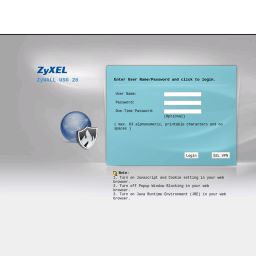 ZyXEL
ZyWALL USG 20
Enter User Name/Password and click to login.
User Name:
Password:
One-Time Password:
(Optional)
( max. 63 alphanumeric, printable characters and no
spaces )
Login
SSL VPN
Note:
1. Turn on Javascript and Cookie setting in your web
browser.
2. Turn off Popup Window Blocking in your web
browser.
3. Turn on Java Runtime Environment (JRE) in your web
browser.